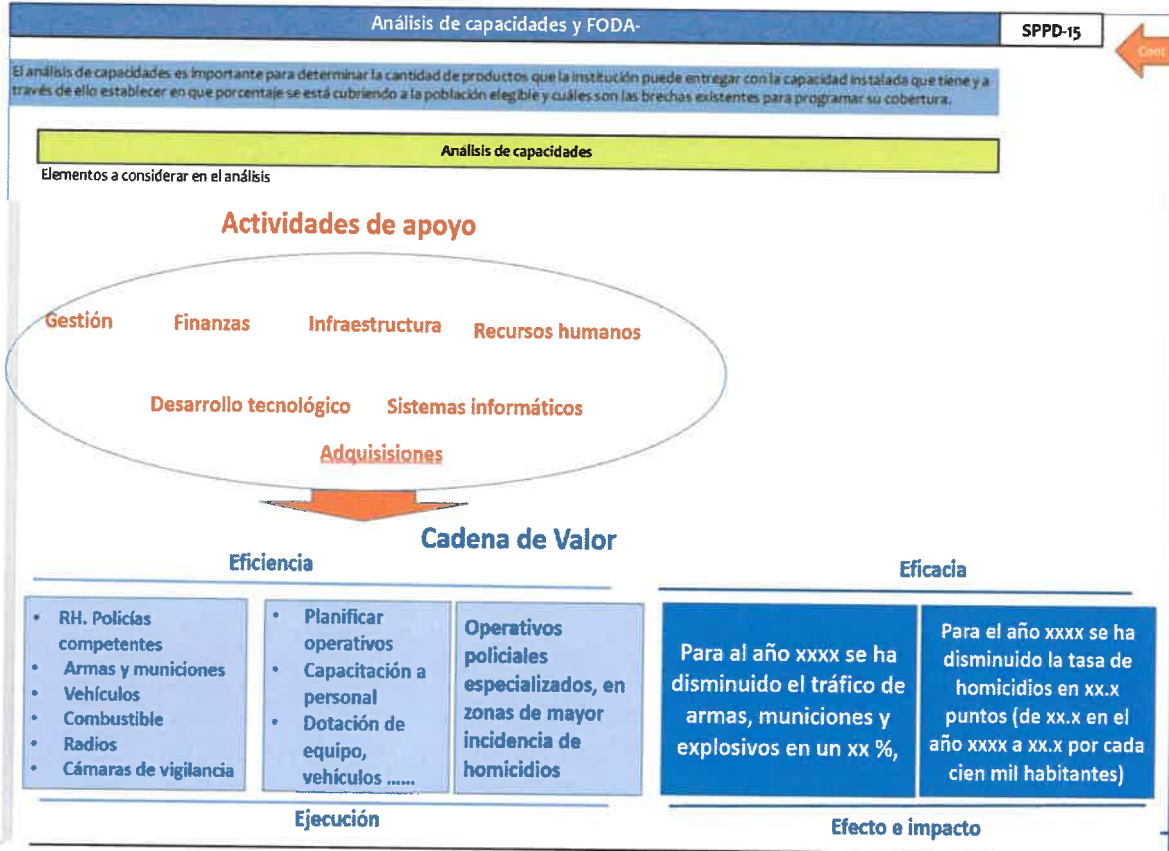 Análisis de capacidades y FODA-
SPPD-15
Cont
El análisis de capacidades es importante para determinar la cantidad de productos que la institución puede entregar con la capacidad instalada que tiene y a
través de ello establecer en que porcentaje se está cubriendo a la población elegible y cuáles son las brechas existentes para programar su cobertura.
Análisis de capacidades
Elementos a considerar en el análisis
Actividades de apoyo
Gestión Finanzas Infraestructura Recursos humanos
Desarrollo tecnológico Sistemas informáticos
Adquisisiones
Cadena de Valor
Eficiencia
Eficacia
• RH. Policías
competentes
• Armas y municiones
• Vehículos
• Combustible
• Radios
• Cámaras de vigilancia
• Planificar
operativos
• Capacitación a
personal
• Dotación de
equipo,
vehículos ......
Operativos
policiales
especializados, en
zonas de mayor
incidencia de
homicidios
Para al año xxxx se ha
disminuido el tráfico de
armas, municiones y
explosivos en un xx %,
Para el año xxxx se ha
disminuido la tasa de
homicidios en xx.x
puntos (de xx.x en el
año xxxx a xx.x por cada
cien mil habitantes)
Ejecución
Efecto e impacto